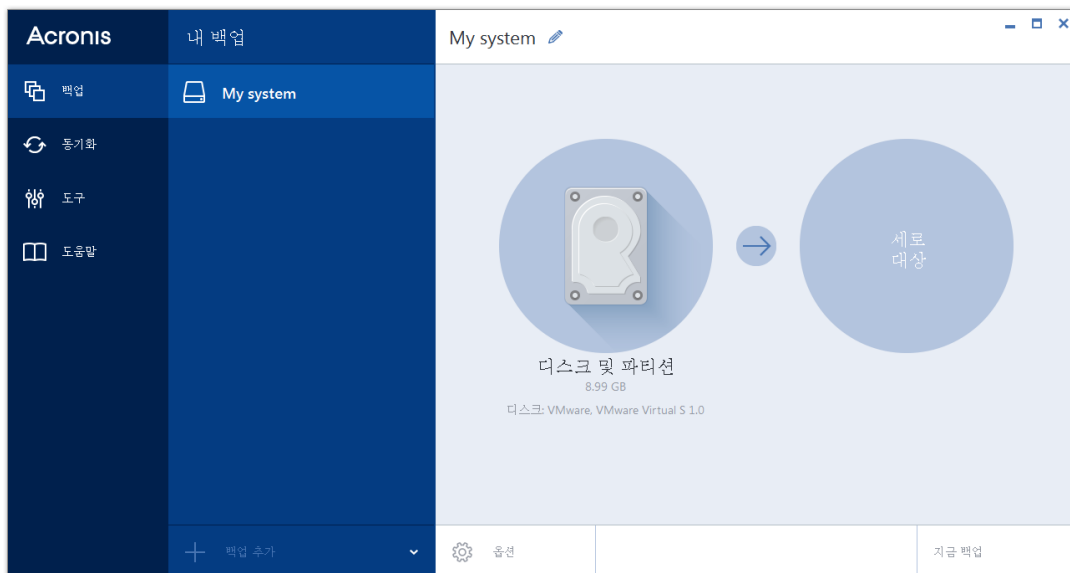 Acronis
내 백업
My system
백업
My system
동기화
도구
도움말
세로
대상
디스크 및 파티션
8.99 GB
디스크: VMware, VMware Virtual S 1.0
백업 추가
옵션
지금 백업